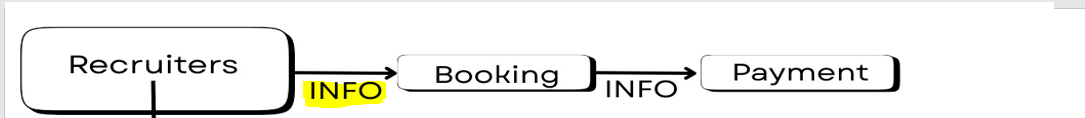 Recruiters
INFO
Booking
INFO
Payment